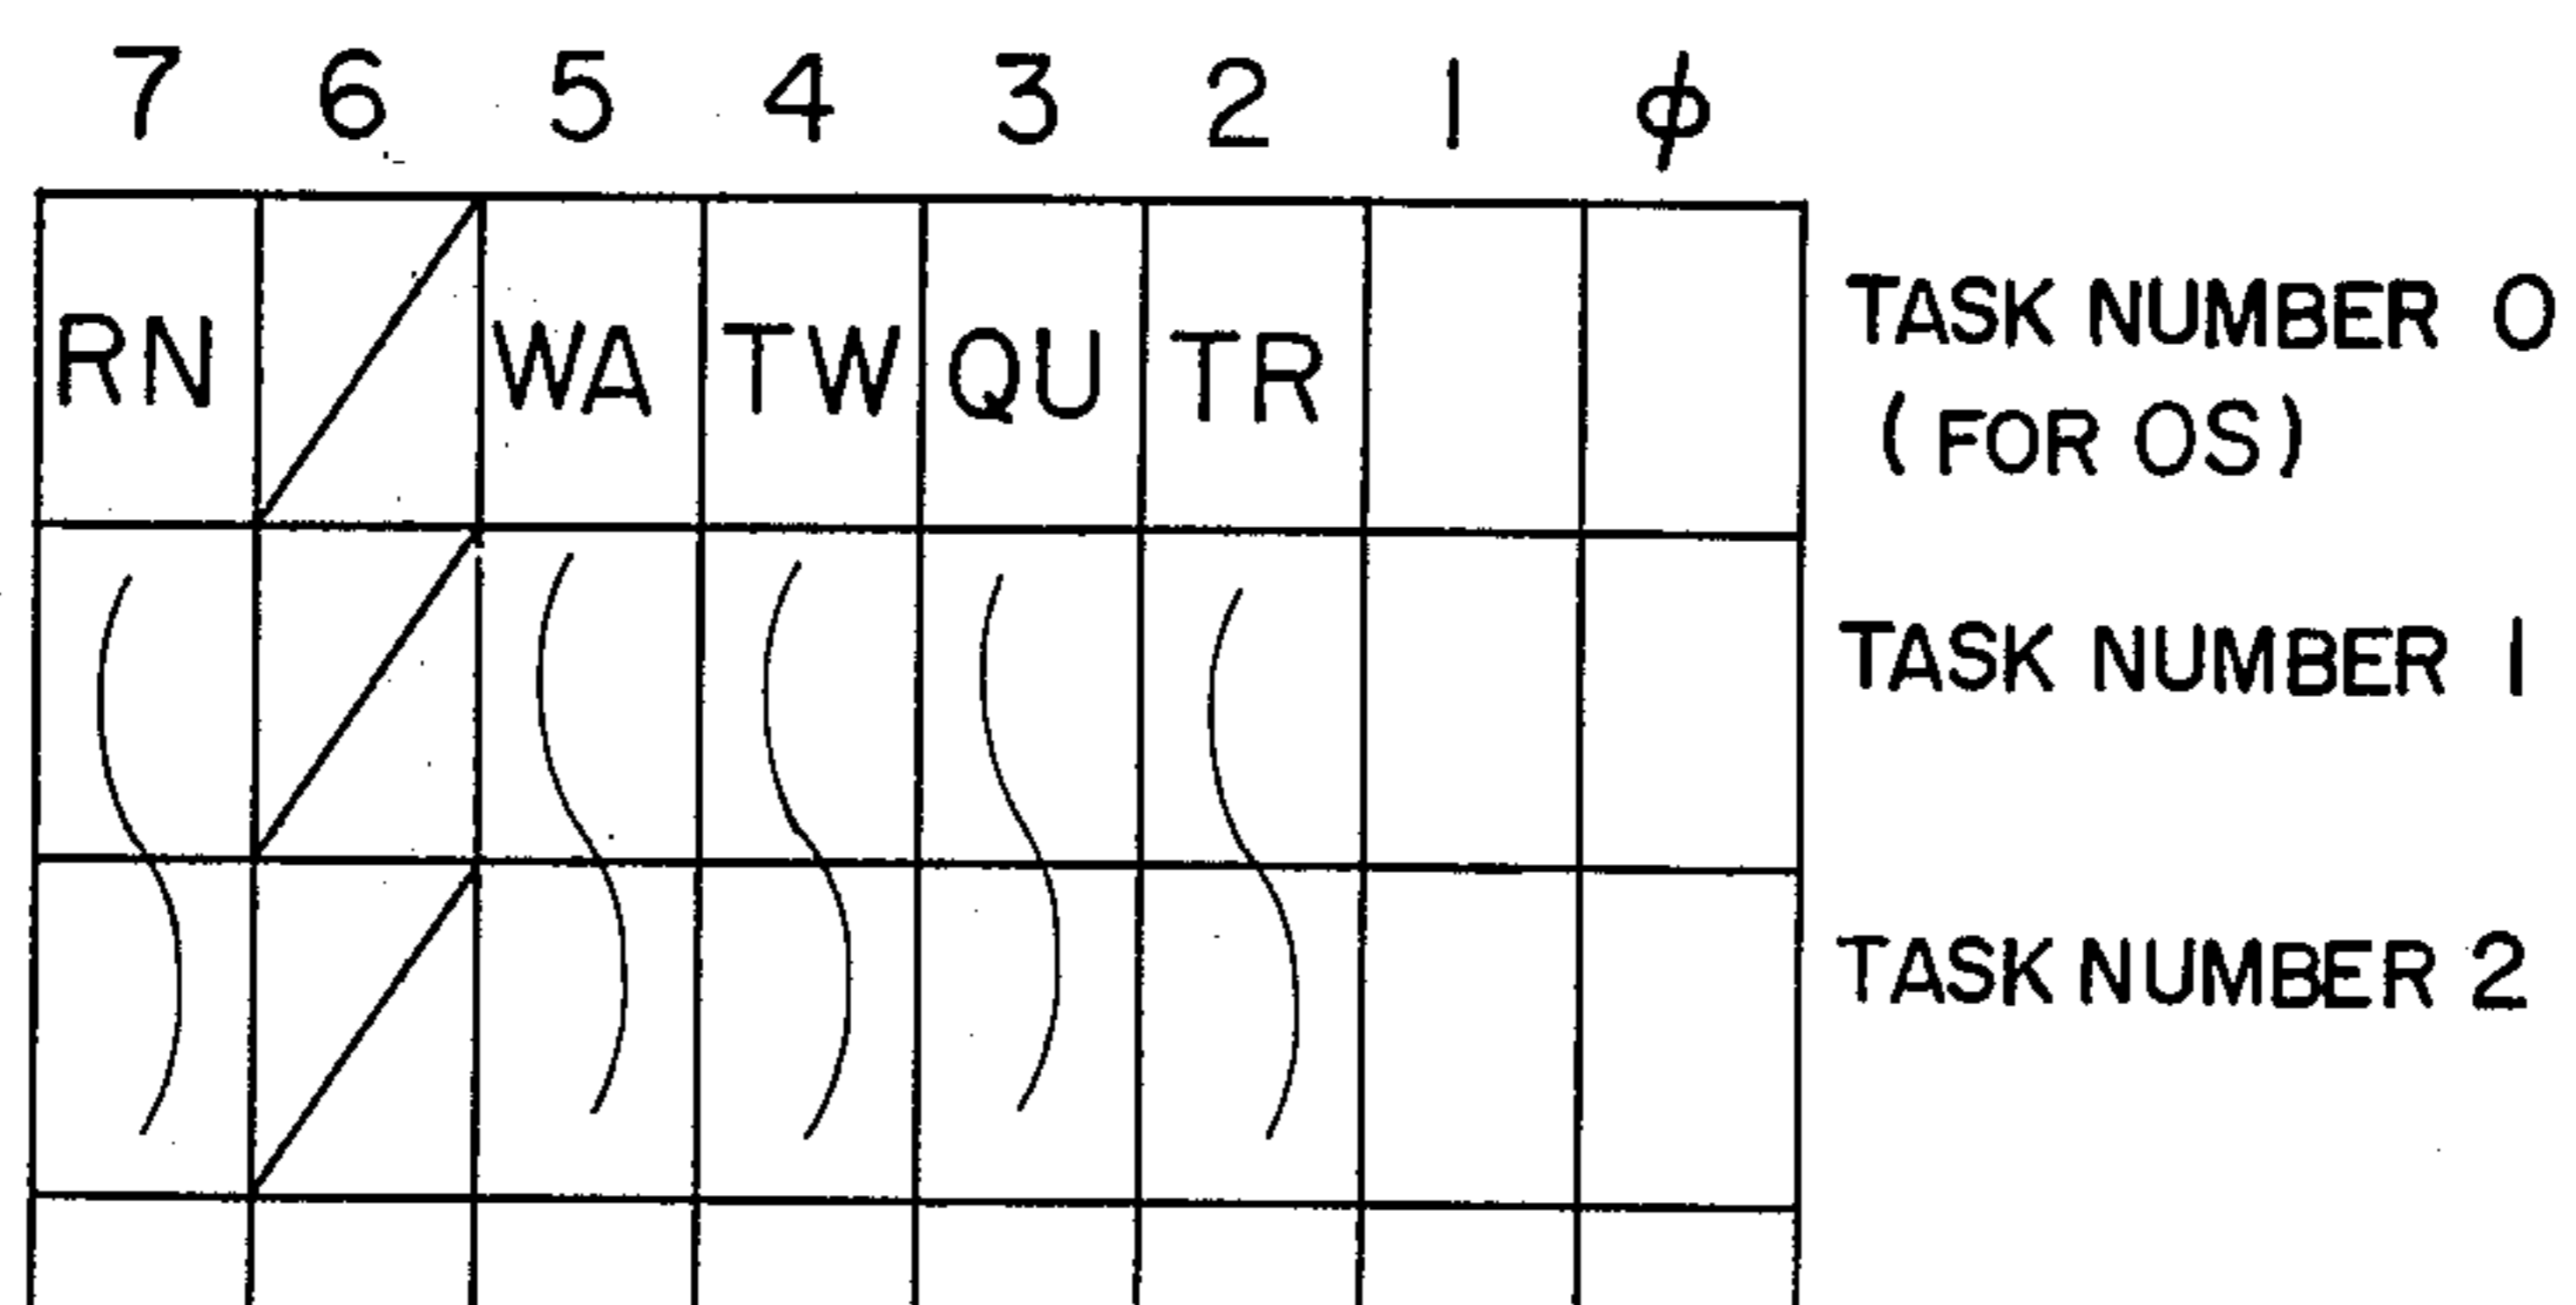 7 6 5 4 3 2 1 ϕ
RN WA TW QU TR TASK NUMBER 0
(FOR OS)
TASK NUMBER 1
TASK NUMBER 2